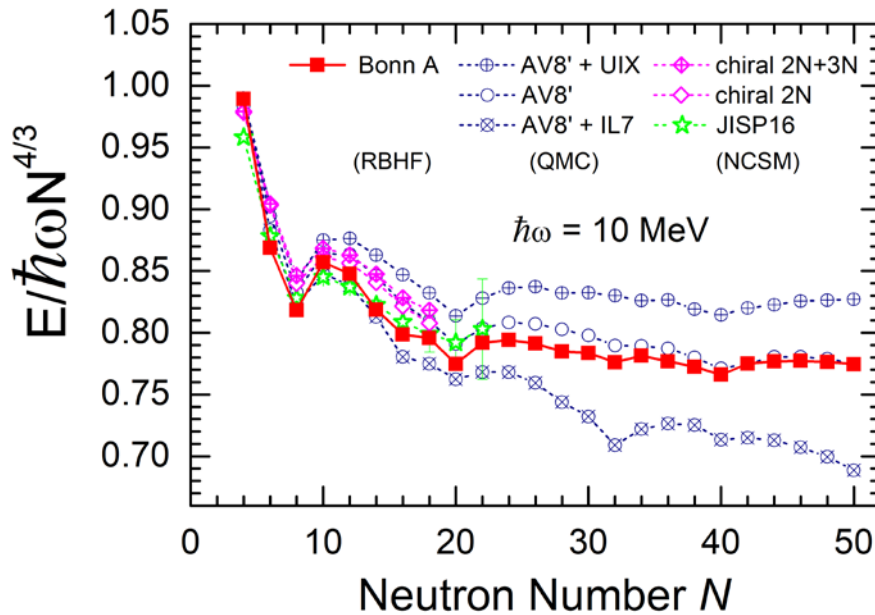 1.05
1.00
0.95
0.90
0.85
0.80
0.75
0.70
E/ℏωN^{4/3}
Bonn A
AV8' + UIX
chiral 2N+3N
AV8'
chiral 2N
AV8' + IL7
JISP16
(RBHF)
(QMC)
(NCSM)
ℏω = 10 MeV
0
10
20
30
40
50
Neutron Number N